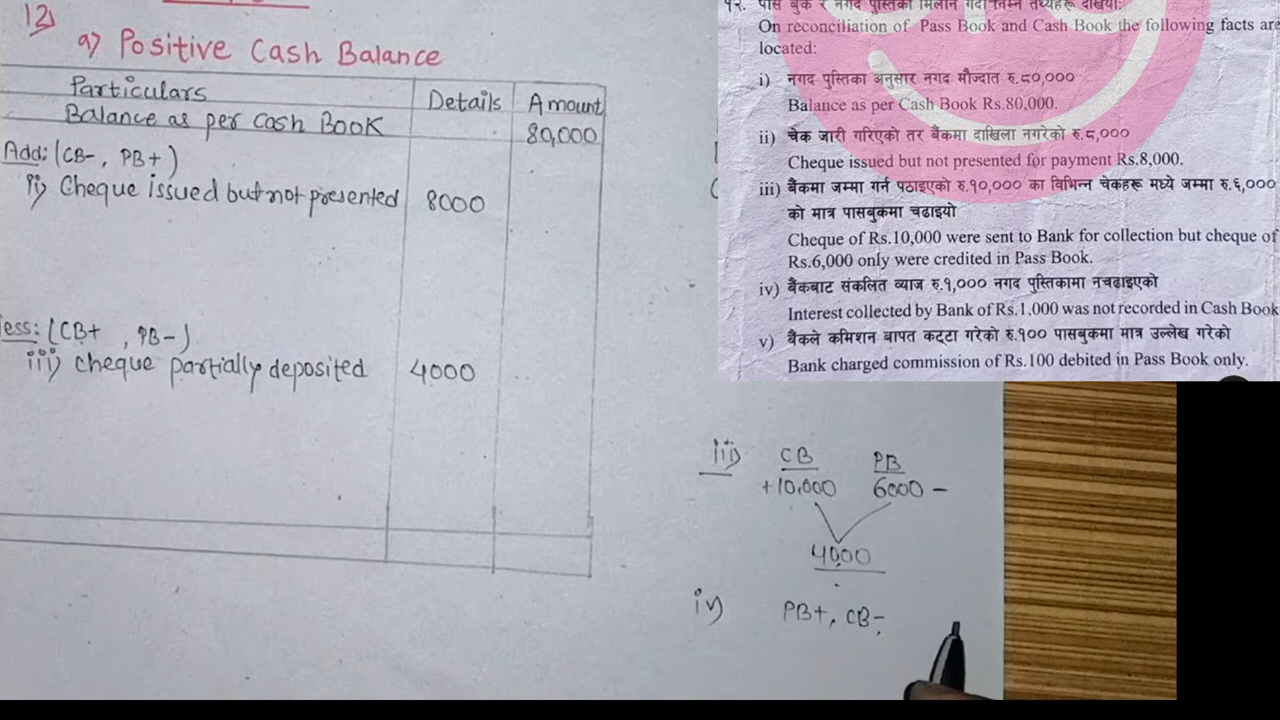 12)
a) Positive Cash Balance
Particulars Details Amount
Balance as per Cash Book 80,000
Add: (CB-, PB+)
ii) Cheque issued but not presented 8000
ess: (CB+ , PB-)
iii) Cheque partially deposited 4000
१२. पास बुक र नगद पुस्तिका मिलान गर्दा निम्न तथ्यहरू देखियो:
On reconciliation of Pass Book and Cash Book the following facts are
located:
i) नगद पुस्तिका अनुसार नगद मौज्दात रु.८०,०००
Balance as per Cash Book Rs.80,000.
ii) चेक जारी गरिएको तर बैंकमा दाखिला नगरेको रु.८,०००
Cheque issued but not presented for payment Rs.8,000.
iii) बैंकमा जम्मा गर्न पठाइएको रु.१०,००० का विभिन्न चेकहरू मध्ये जम्मा रु.६,०००
को मात्र पासबुकमा चढाइयो
Cheque of Rs.10,000 were sent to Bank for collection but cheque of
Rs.6,000 only were credited in Pass Book.
iv) बैंकबाट संकलित व्याज रु.१,००० नगद पुस्तिकामा नचढाइएको
Interest collected by Bank of Rs.1,000 was not recorded in Cash Book
v) बैंकले कमिशन बापत कट्टा गरेको रु.१०० पासबुकमा मात्र उल्लेख गरेको
Bank charged commission of Rs.100 debited in Pass Book only.
iii) CB PB
+10,000 6000 -
4000
iv) PB+, CB-